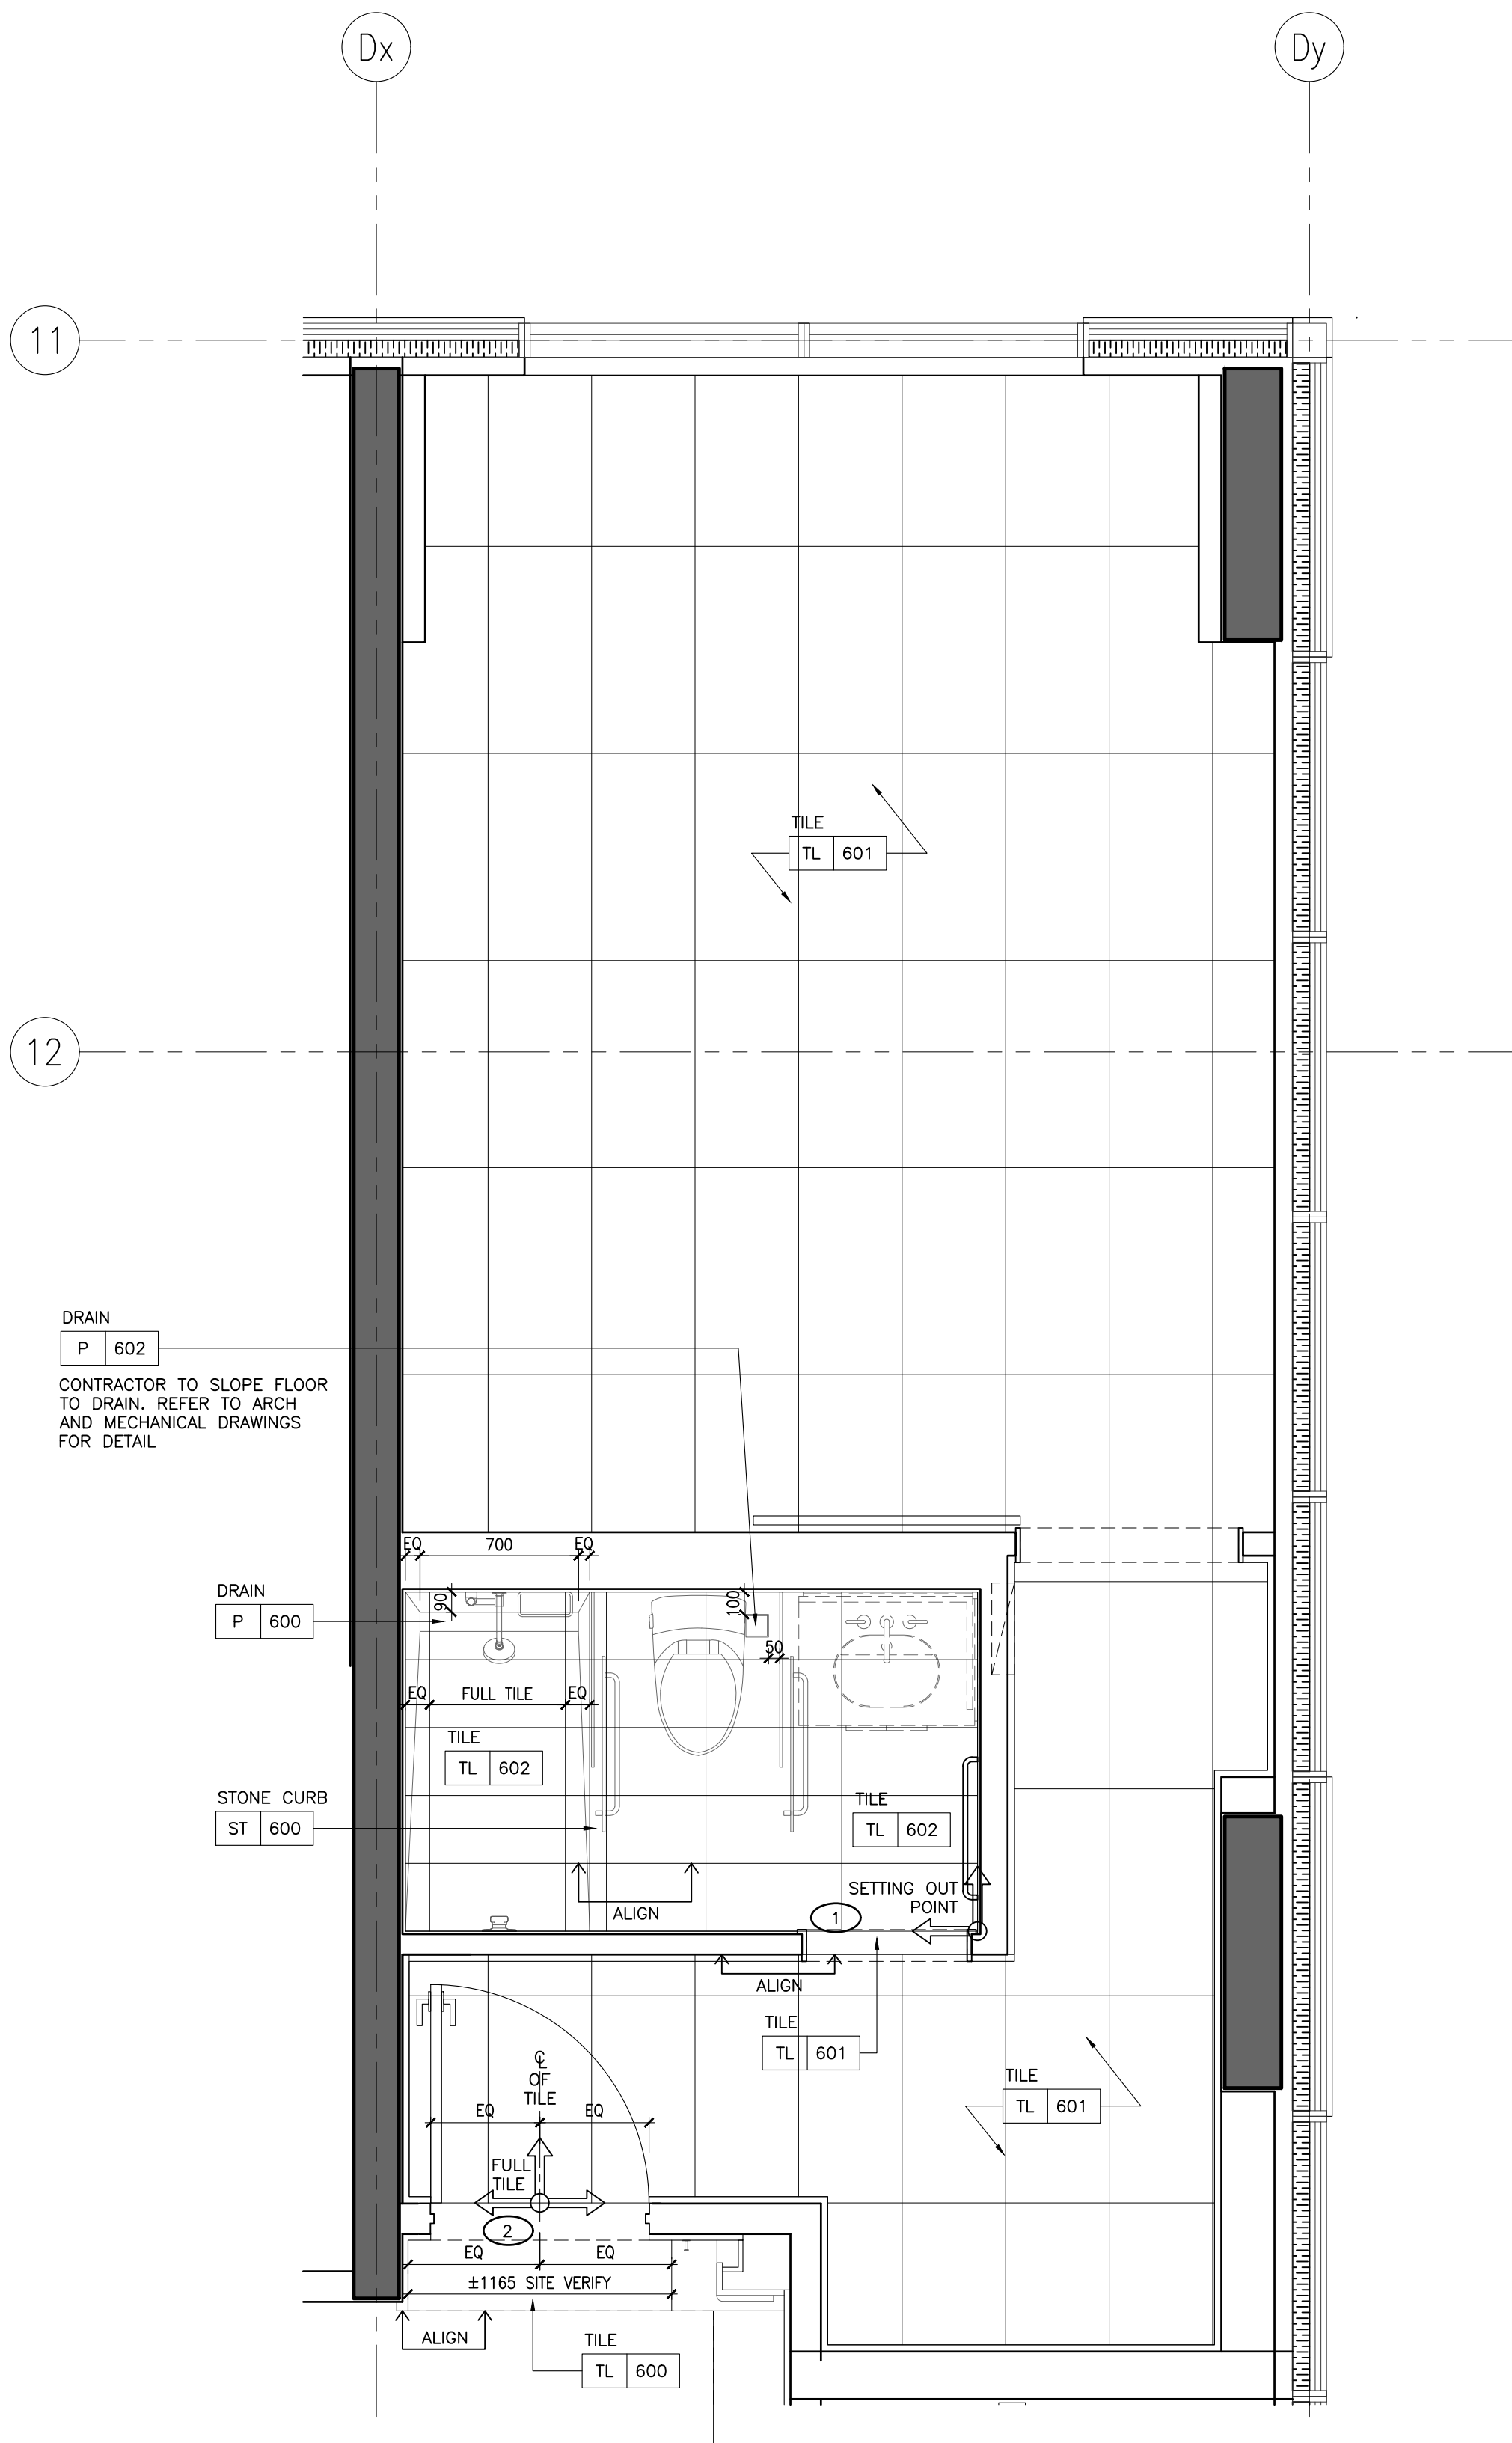 Dx
Dy
11
TILE
TL 601
12
DRAIN
P 602
CONTRACTOR TO SLOPE FLOOR
TO DRAIN. REFER TO ARCH
AND MECHANICAL DRAWINGS
FOR DETAIL
EQ 700 EQ
DRAIN
P 600
90
100
50
EQ FULL TILE EQ
TILE
TL 602
STONE CURB
ST 600
TILE
TL 602
SETTING OUT
POINT
ALIGN
1
ALIGN
TILE
TL 601
℄
OF
TILE
EQ EQ
TILE
TL 601
FULL
TILE
2
EQ EQ
±1165 SITE VERIFY
ALIGN
TILE
TL 600